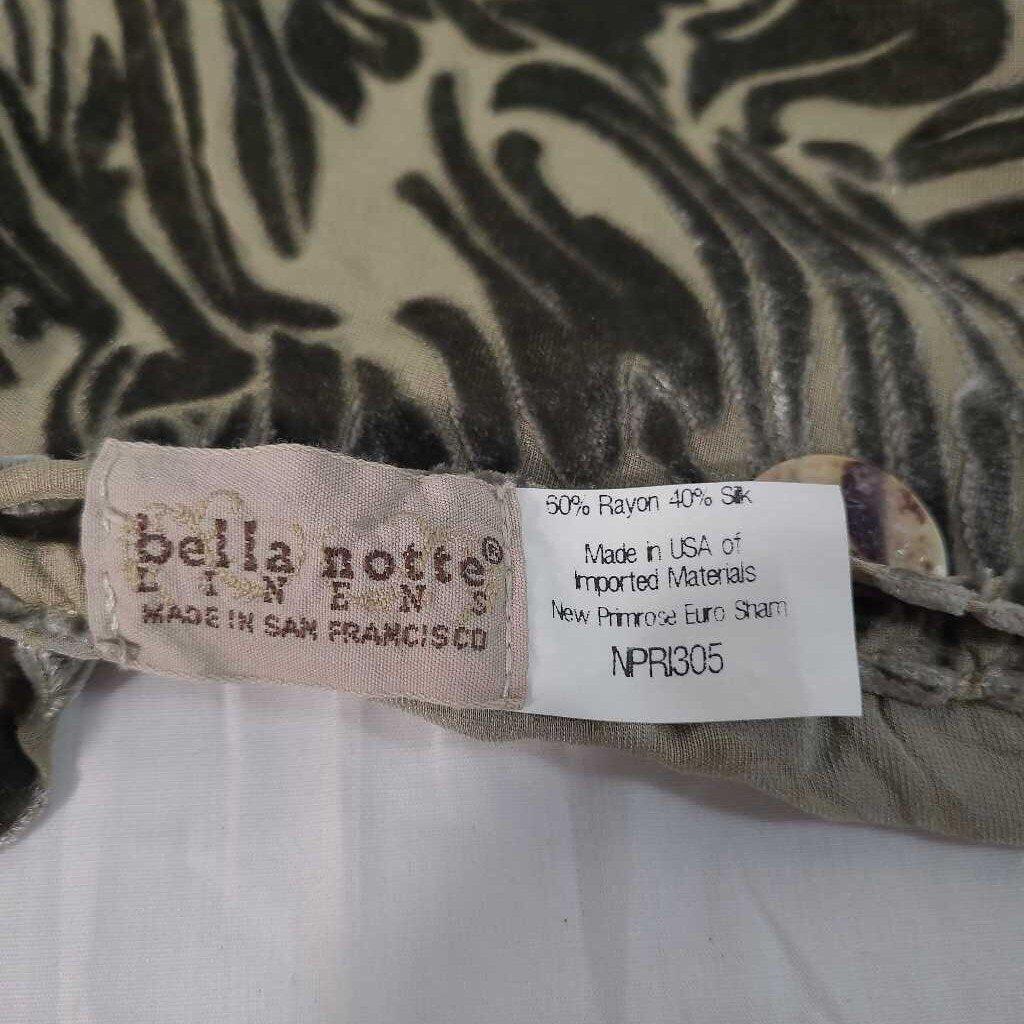 bella notte®
LINENS
MADE IN SAN FRANCISCO
60% Rayon 40% Silk
Made in USA of
Imported Materials
New Primrose Euro Sham
NPRI305